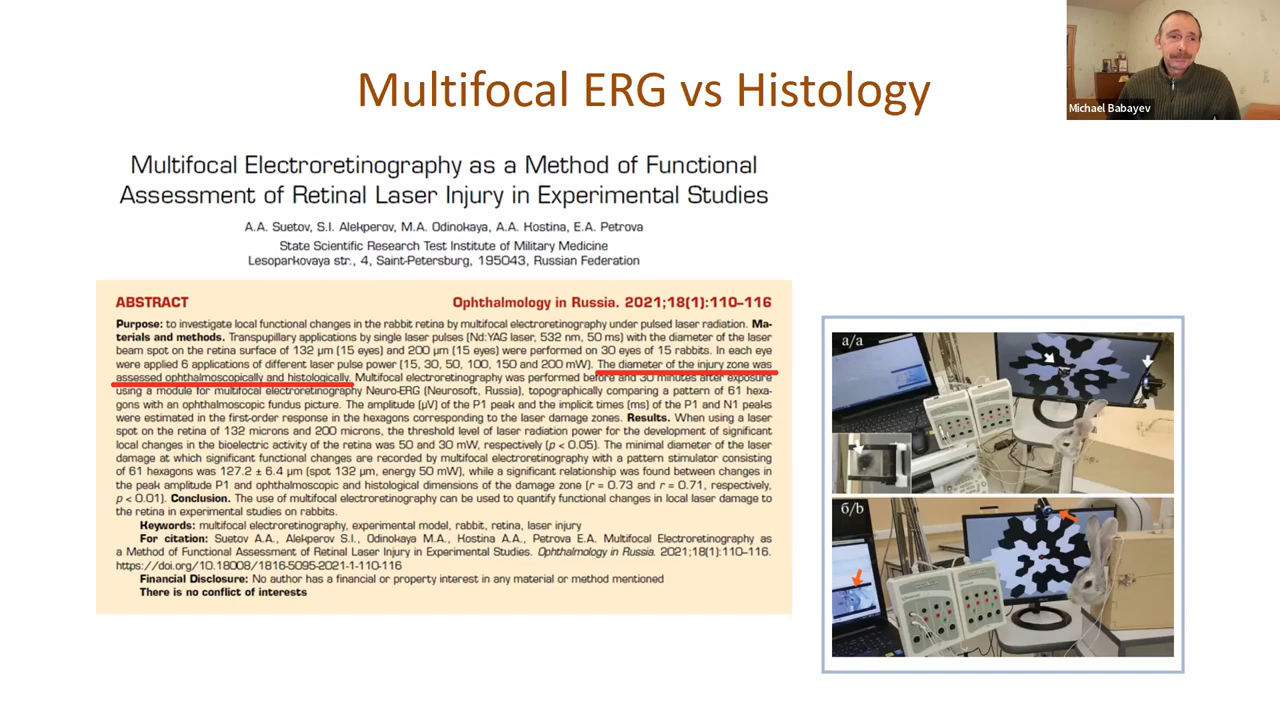 Michael Babayev
Multifocal ERG vs Histology
Multifocal Electroretinography as a Method of Functional
Assessment of Retinal Laser Injury in Experimental Studies
A.A. Suetov, S.I. Alekperov, M.A. Odinokaya, A.A. Kostina, E.A. Petrova
State Scientific Research Test Institute of Military Medicine
Lesoparkovaya str., 4, Saint-Petersburg, 195043, Russian Federation
ABSTRACT Ophthalmology in Russia. 2021;18(1):110–116
Purpose: to investigate local functional changes in the rabbit retina by multifocal electroretinography under pulsed laser radiation. Ma-
terials and methods. Transpupillary applications by single laser pulses (Nd:YAG laser, 532 nm, 50 ms) with the diameter of the laser
beam spot on the retina surface of 132 μm (15 eyes) and 200 μm (15 eyes) were performed on 30 eyes of 15 rabbits. In each eye
were applied 6 applications of different laser pulse power (15, 30, 50, 100, 150 and 200 mW). The diameter of the injury zone was
assessed ophthalmoscopically and histologically. Multifocal electroretinography was performed before and 30 minutes after exposure
using a module for multifocal electroretinography Neuro-ERG (Neurosoft, Russia), topographically comparing a pattern of 61 hexa-
gons with an ophthalmoscopic fundus picture. The amplitude (μV) of the P1 peak and the implicit times (ms) of the P1 and N1 peaks
were estimated in the first-order response in the hexagons corresponding to the laser damage zones. Results. When using a laser
spot on the retina of 132 microns and 200 microns, the threshold level of laser radiation power for the development of significant
local changes in the bioelectric activity of the retina was 50 and 30 mW, respectively (p < 0.05). The minimal diameter of the laser
damage at which significant functional changes are recorded by multifocal electroretinography with a pattern stimulator consisting
of 61 hexagons was 127.2 ± 6.4 μm (spot 132 μm, energy 50 mW), while a significant relationship was found between changes in
the peak amplitude P1 and ophthalmoscopic and histological dimensions of the damage zone (r = 0.73 and r = 0.71, respectively,
p < 0.01). Conclusion. The use of multifocal electroretinography can be used to quantify functional changes in local laser damage to
the retina in experimental studies on rabbits.
Keywords: multifocal electroretinography, experimental model, rabbit, retina, laser injury
For citation: Suetov A.A., Alekperov S.I., Odinokaya M.A., Kostina A.A., Petrova E.A. Multifocal Electroretinography as
a Method of Functional Assessment of Retinal Laser Injury in Experimental Studies. Ophthalmology in Russia. 2021;18(1):110–116.
https://doi.org/10.18008/1816-5095-2021-1-110-116
Financial Disclosure: No author has a financial or property interest in any material or method mentioned
There is no conflict of interests
а/a
б/b